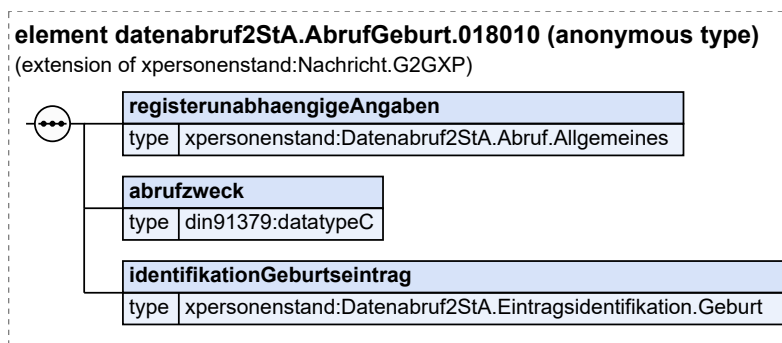 element datenabruf2StA.AbrufGeburt.018010 (anonymous type)
(extension of xpersonenstand:Nachricht.G2GXP)
registerunabhaengigeAngaben
type xpersonenstand:Datenabruf2StA.Abruf.Allgemeines
abrufzweck
type din91379:datatypeC
identifikationGeburtseintrag
type xpersonenstand:Datenabruf2StA.Eintragsidentifikation.Geburt